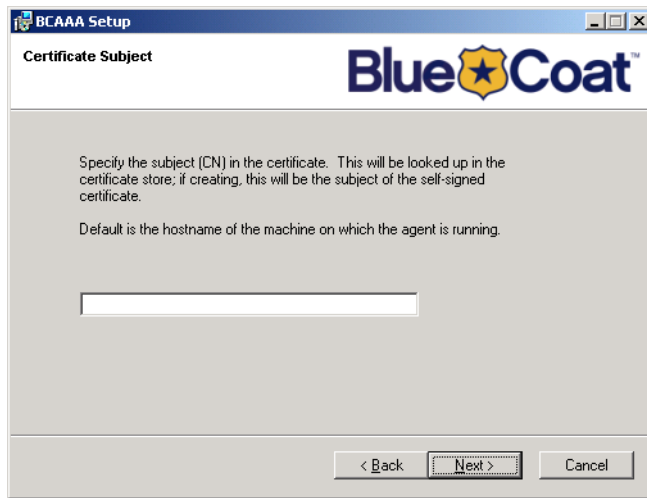 BCAAA Setup
Certificate Subject
Blue Coat™
Specify the subject (CN) in the certificate.  This will be looked up in the
certificate store; if creating, this will be the subject of the self-signed
certificate.
Default is the hostname of the machine on which the agent is running.
< Back
Next >
Cancel